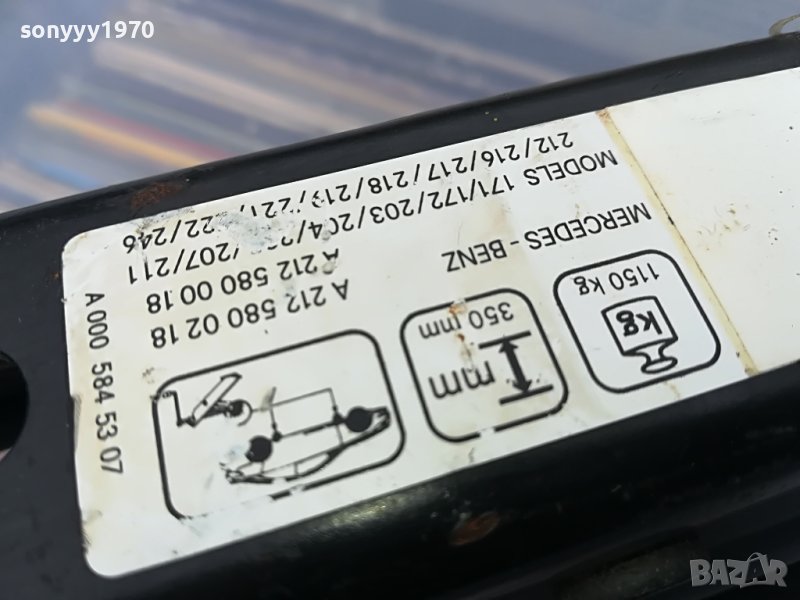 sonyyy1970
1150 kg
kg
350 mm
mm
MERCEDES - BENZ
MODELS 171/172/203/204/ /207/211
212/216/217/218/219/221/ 22/246
A 212 580 02 18
A 212 580 00 18
A 000 584 53 07
BAZAR